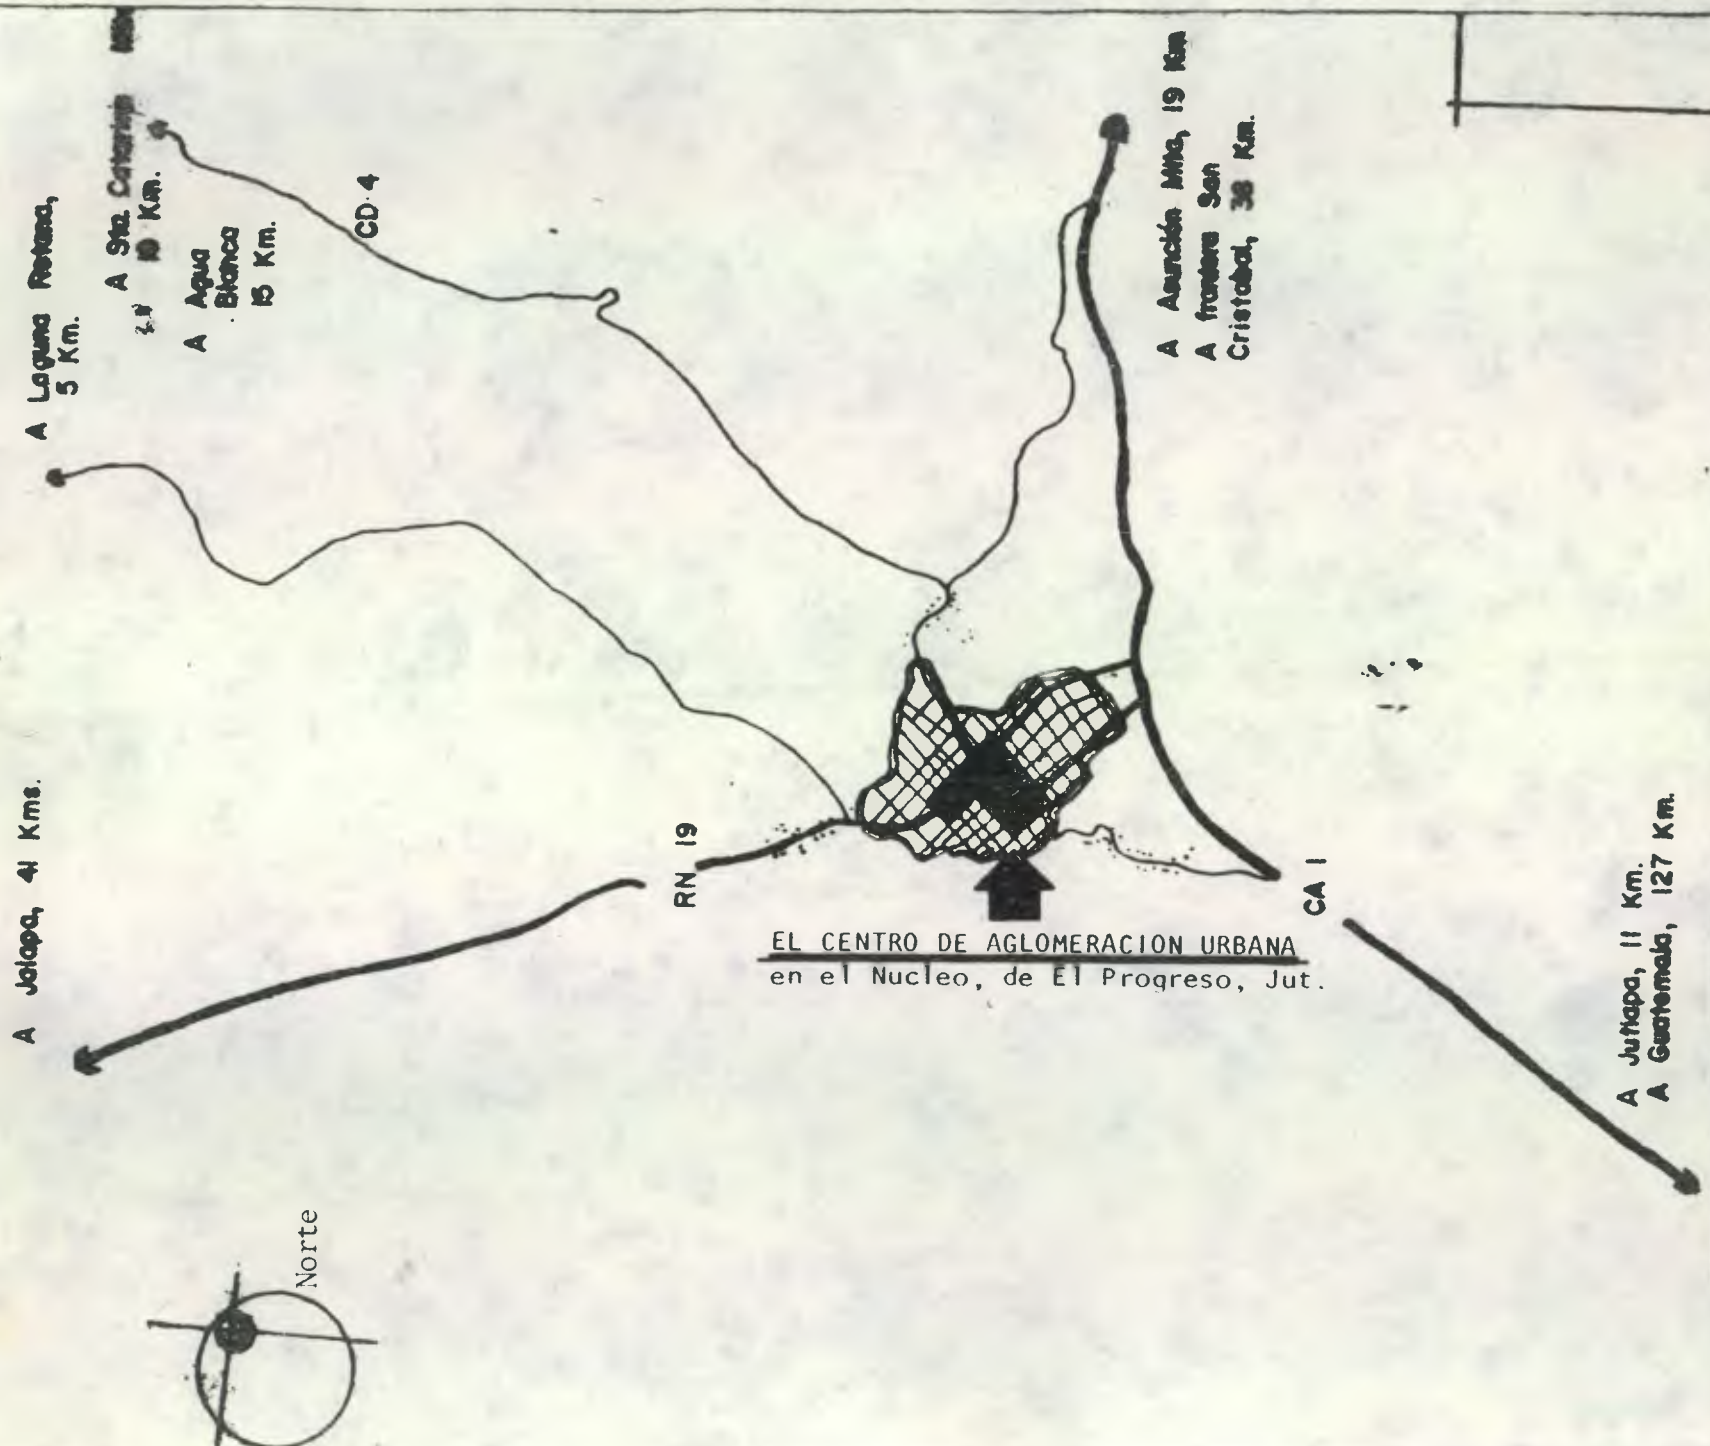 A Laguna Retana,
5 Km.
A Sta. Catarina
10 Km.
A Agua
Blanca
15 Km.
CD-4
A Asunción Mita, 19 Km
A frontera San
Cristobal, 38 Km.
A Jalapa, 41 Kms.
RN 19
CA 1
EL CENTRO DE AGLOMERACION URBANA
en el Nucleo, de El Progreso, Jut.
A Jutiapa, 11 Km.
A Guatemala, 127 Km.
Norte